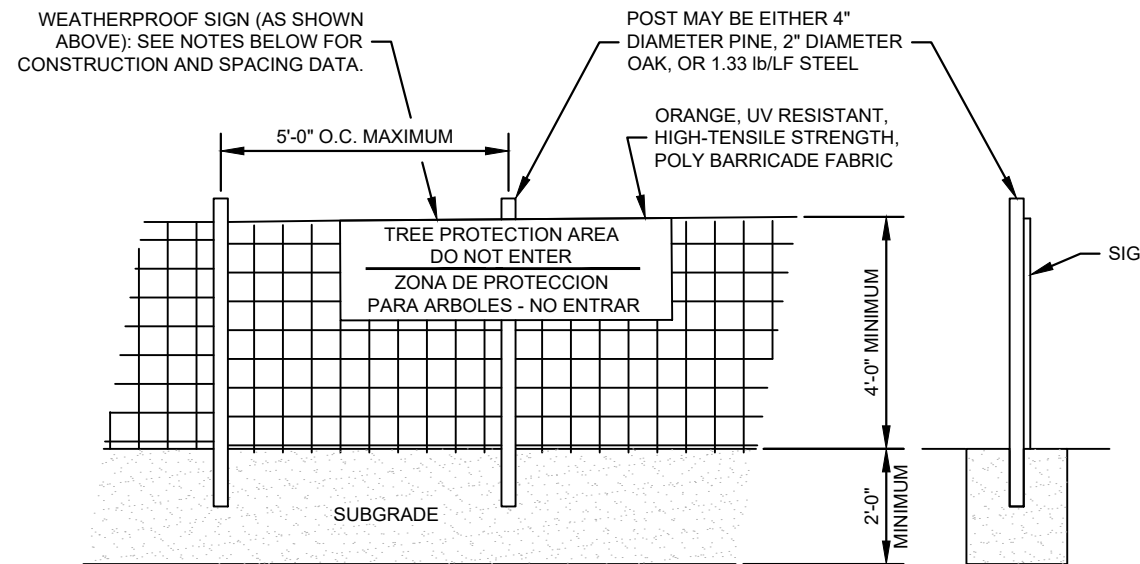 WEATHERPROOF SIGN (AS SHOWN
ABOVE): SEE NOTES BELOW FOR
CONSTRUCTION AND SPACING DATA.
POST MAY BE EITHER 4"
DIAMETER PINE, 2" DIAMETER
OAK, OR 1.33 lb/LF STEEL
ORANGE, UV RESISTANT,
HIGH-TENSILE STRENGTH,
POLY BARRICADE FABRIC
5'-0" O.C. MAXIMUM
TREE PROTECTION AREA
DO NOT ENTER
ZONA DE PROTECCION
PARA ARBOLES - NO ENTRAR
SIG
4'-0" MINIMUM
2'-0"
MINIMUM
SUBGRADE